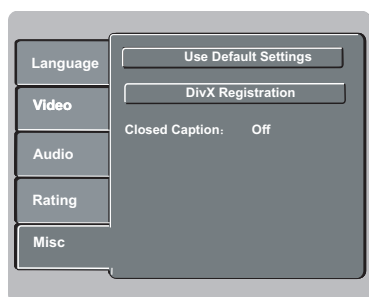 Language
Video
Audio
Rating
Misc
Use Default Settings
DivX Registration
Closed Caption: Off